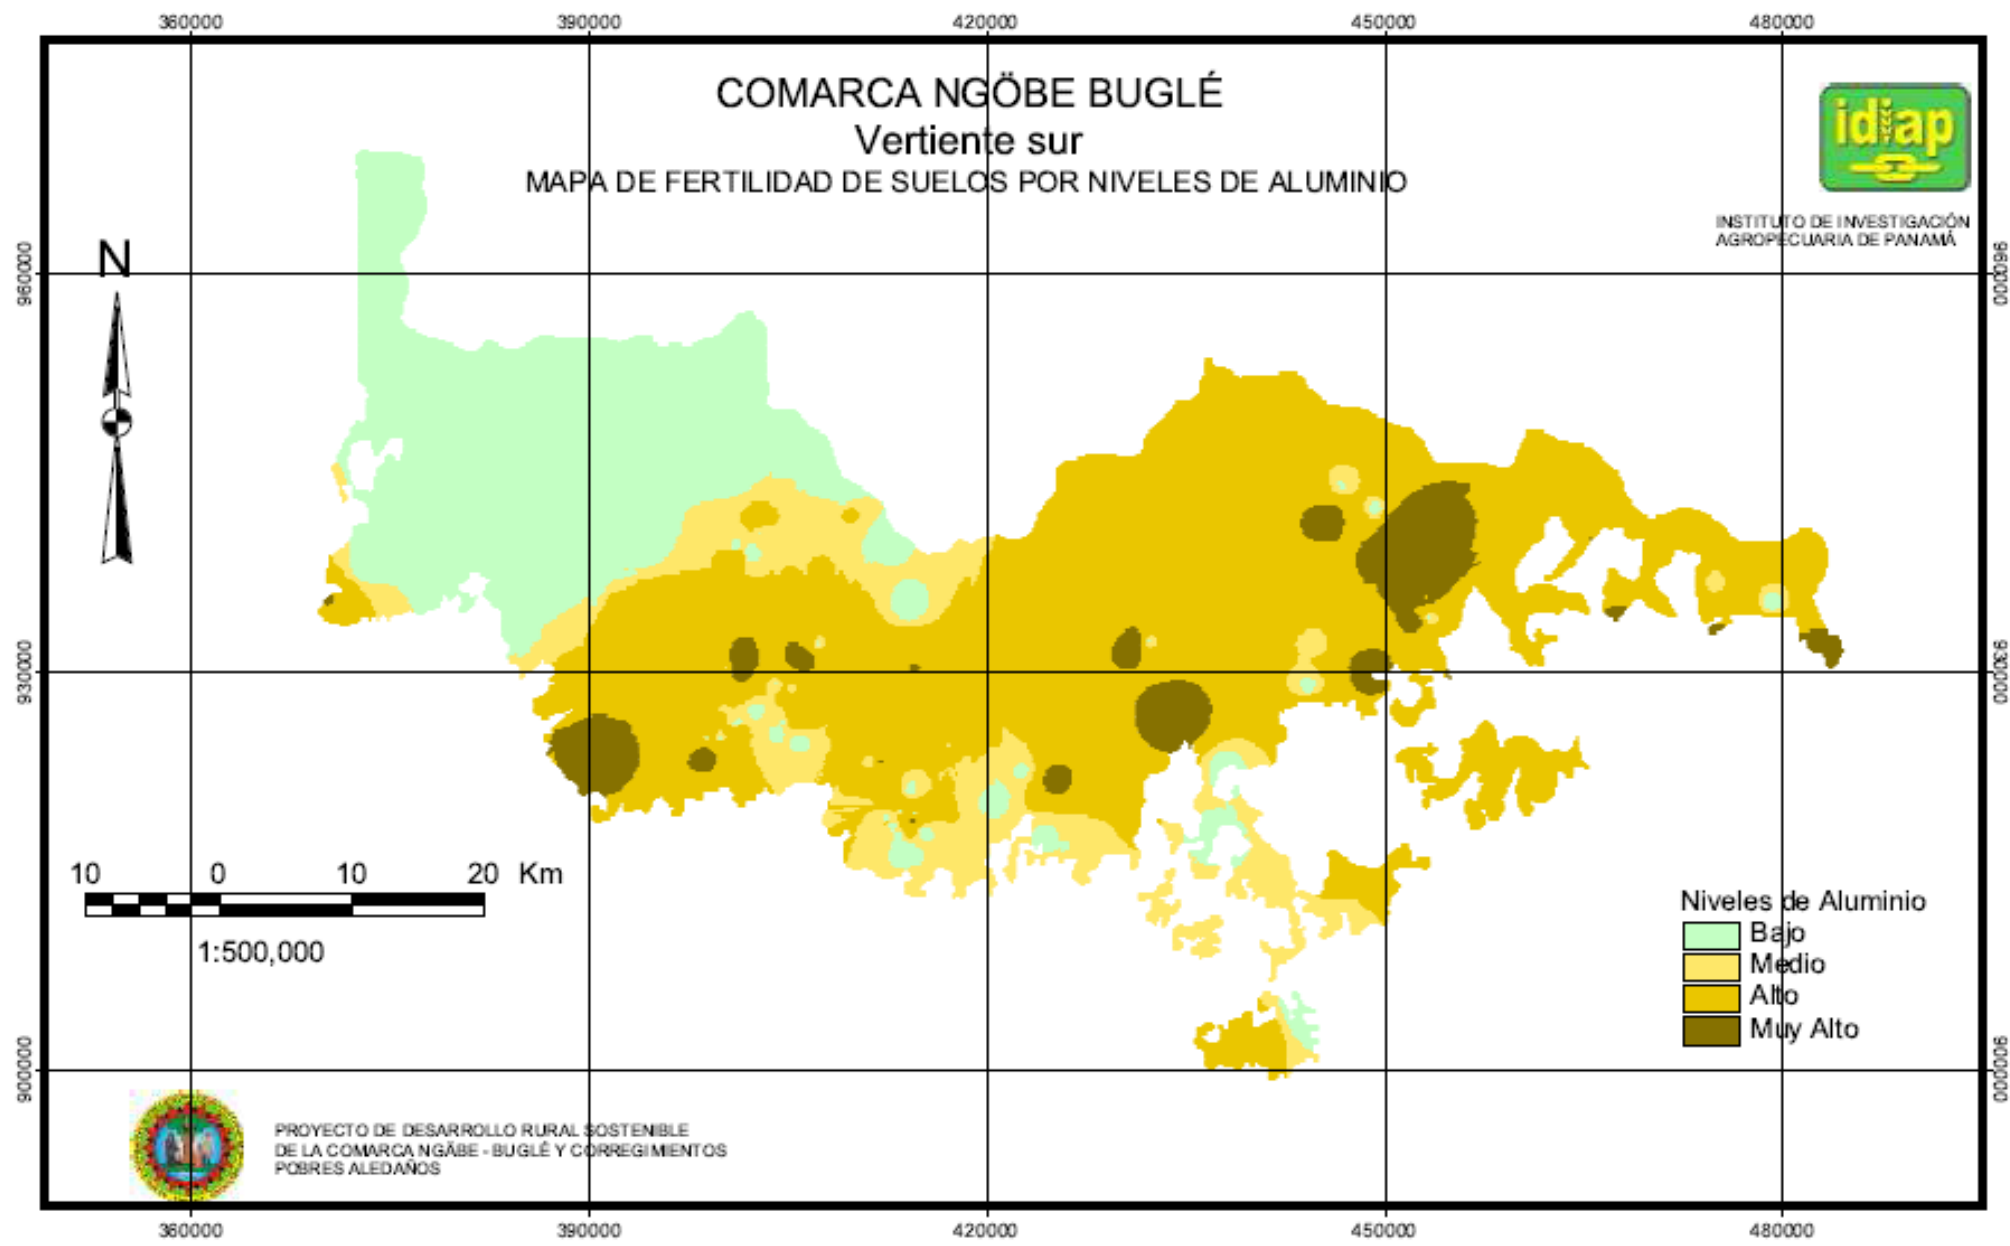 360000 390000 420000 450000 480000
COMARCA NGÖBE BUGLÉ
Vertiente sur
MAPA DE FERTILIDAD DE SUELOS POR NIVELES DE ALUMINIO
idiap
INSTITUTO DE INVESTIGACIÓN
AGROPECUARIA DE PANAMÁ
N
960000 960000
930000 930000
10 0 10 20 Km
1:500,000
Niveles de Aluminio
Bajo
Medio
Alto
Muy Alto
900000 900000
PROYECTO DE DESARROLLO RURAL SOSTENIBLE
DE LA COMARCA NGÄBE - BUGLÉ Y CORREGIMIENTOS
POBRES ALEDAÑOS
360000 390000 420000 450000 480000